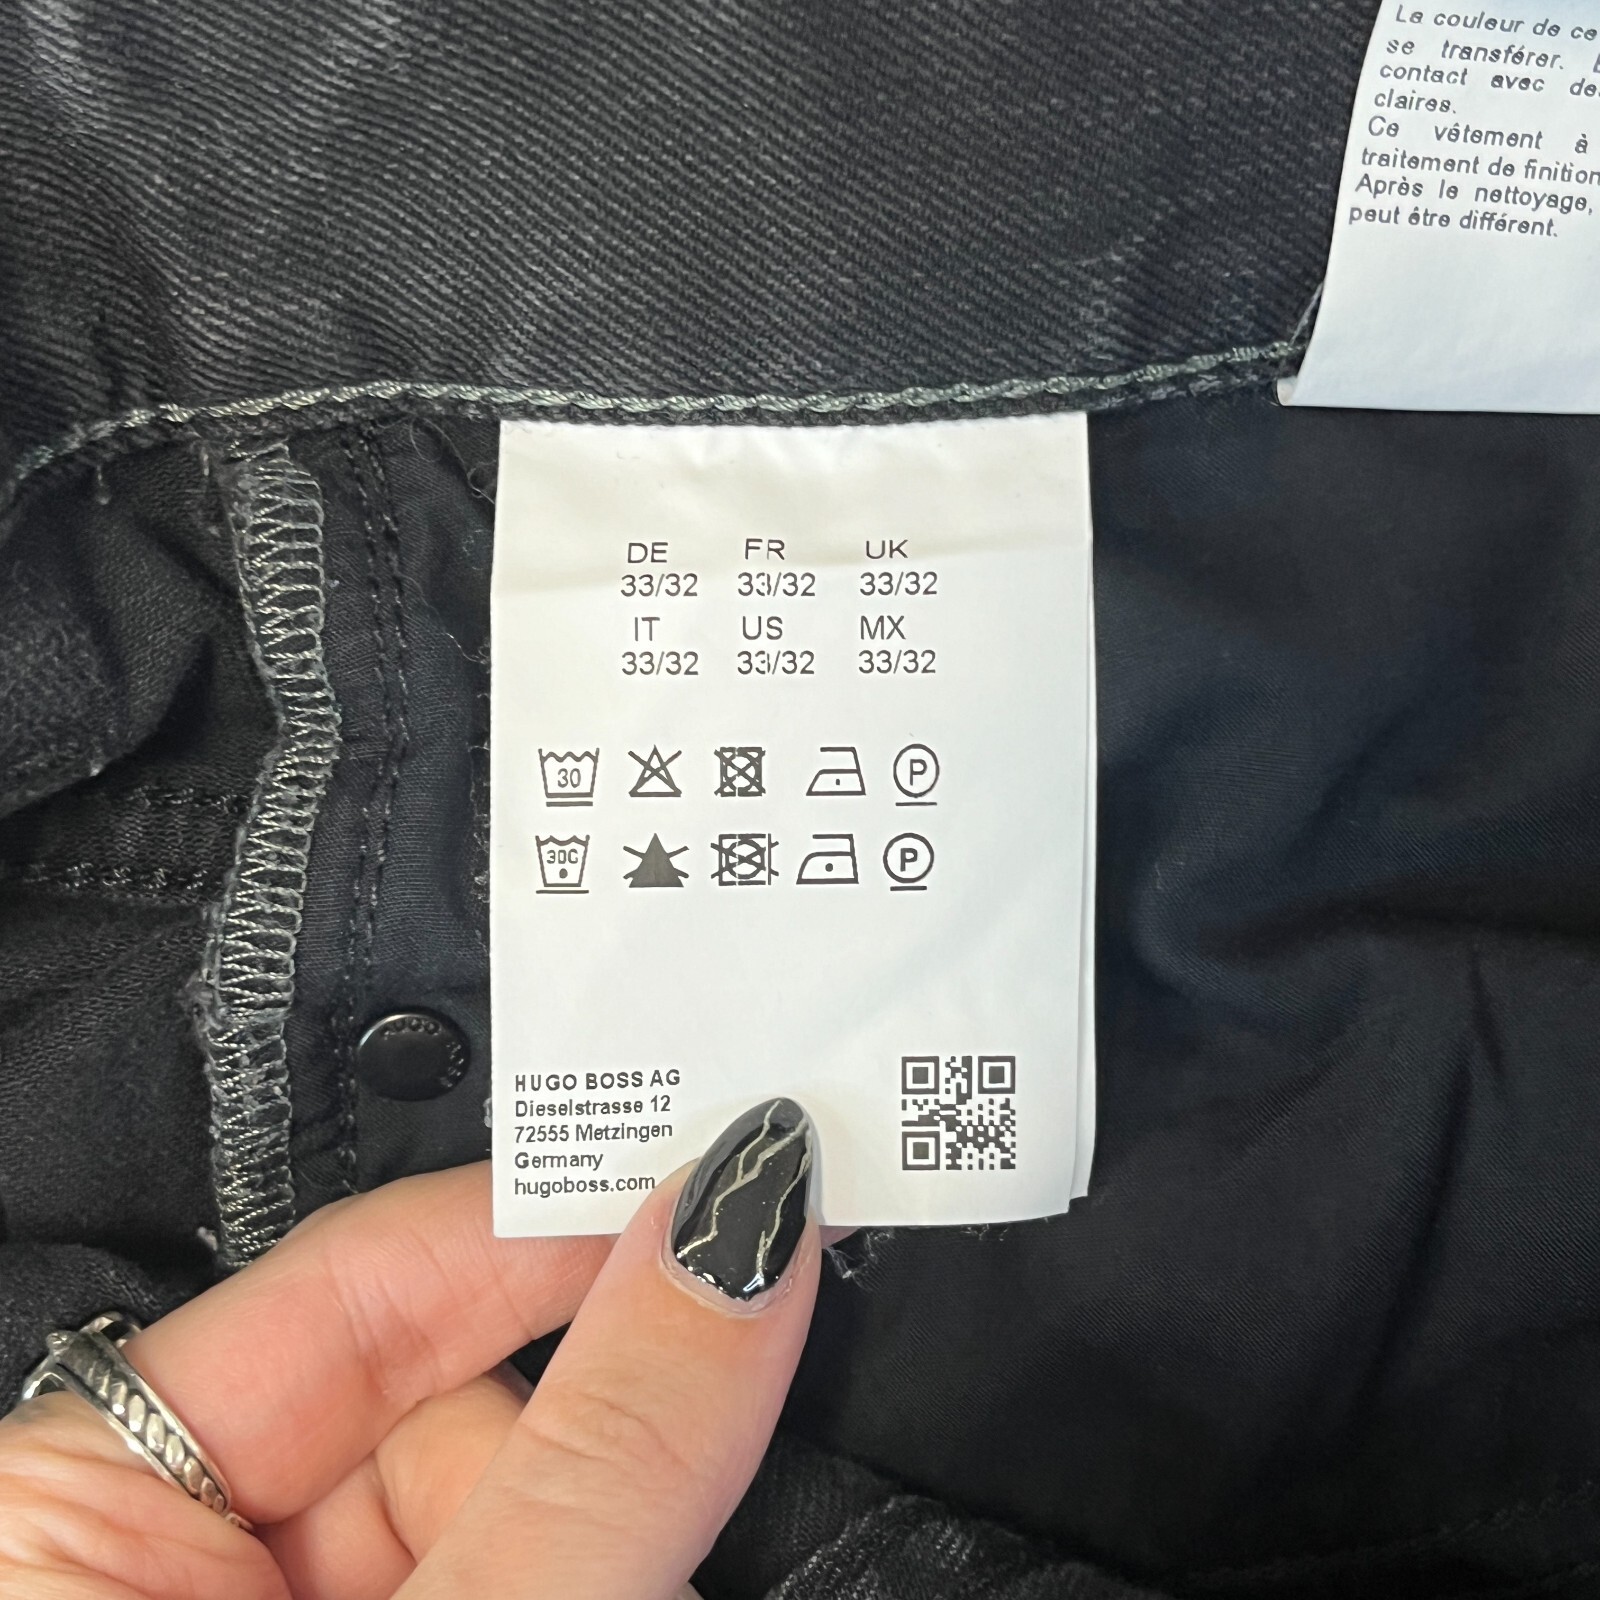 La couleur de ce
se transférer.
contact avec des
claires.
Ce vêtement à
traitement de finition
Après le nettoyage,
peut être différent.
DE FR UK
33/32 33/32 33/32
IT US MX
33/32 33/32 33/32
30 P
30C P
HUGO
HUGO BOSS AG
Dieselstrasse 12
72555 Metzingen
Germany
hugoboss.com